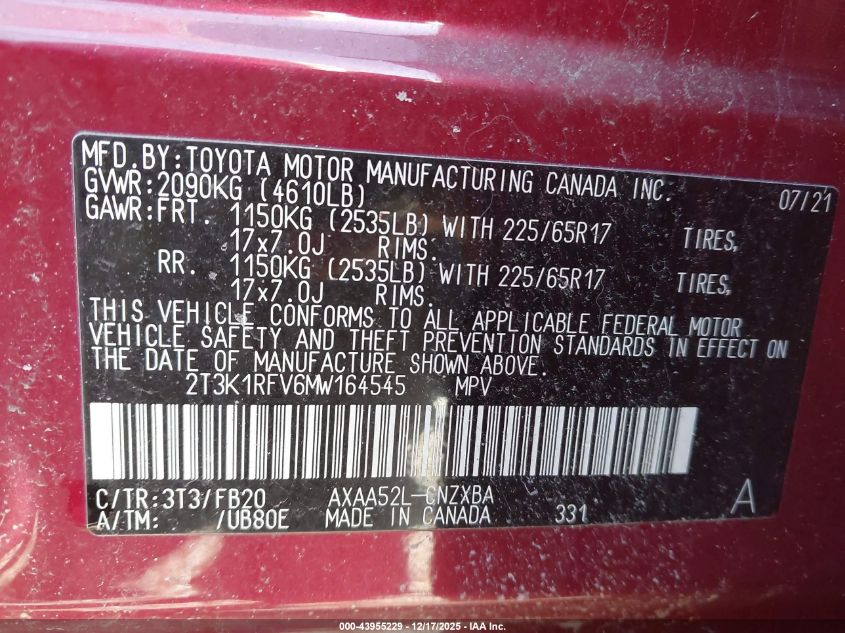 MFD.BY:TOYOTA MOTOR MANUFACTURING CANADA INC. 07/21
GVWR:2090KG (4610LB)
GAWR:FRT. 1150KG (2535LB) WITH 225/65R17 TIRES,
17x7.0J RIMS.
RR. 1150KG (2535LB) WITH 225/65R17 TIRES,
17x7.0J RIMS.
THIS VEHICLE CONFORMS TO ALL APPLICABLE FEDERAL MOTOR
VEHICLE SAFETY AND THEFT PREVENTION STANDARDS IN EFFECT ON
THE DATE OF MANUFACTURE SHOWN ABOVE.
2T3K1RFV6MW164545 MPV
C/TR:3T3/FB20 AXAA52L-CNZXBA A
A/TM: /UB80E MADE IN CANADA 331
000-43955229 - 12/17/2025 - IAA Inc.